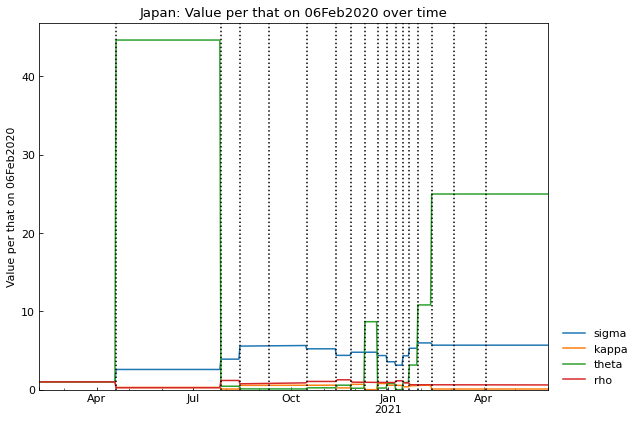 Japan: Value per that on 06Feb2020 over time
Value per that on 06Feb2020
40
30
20
10
0
Apr
Jul
Oct
Jan
2021
Apr
sigma
kappa
theta
rho